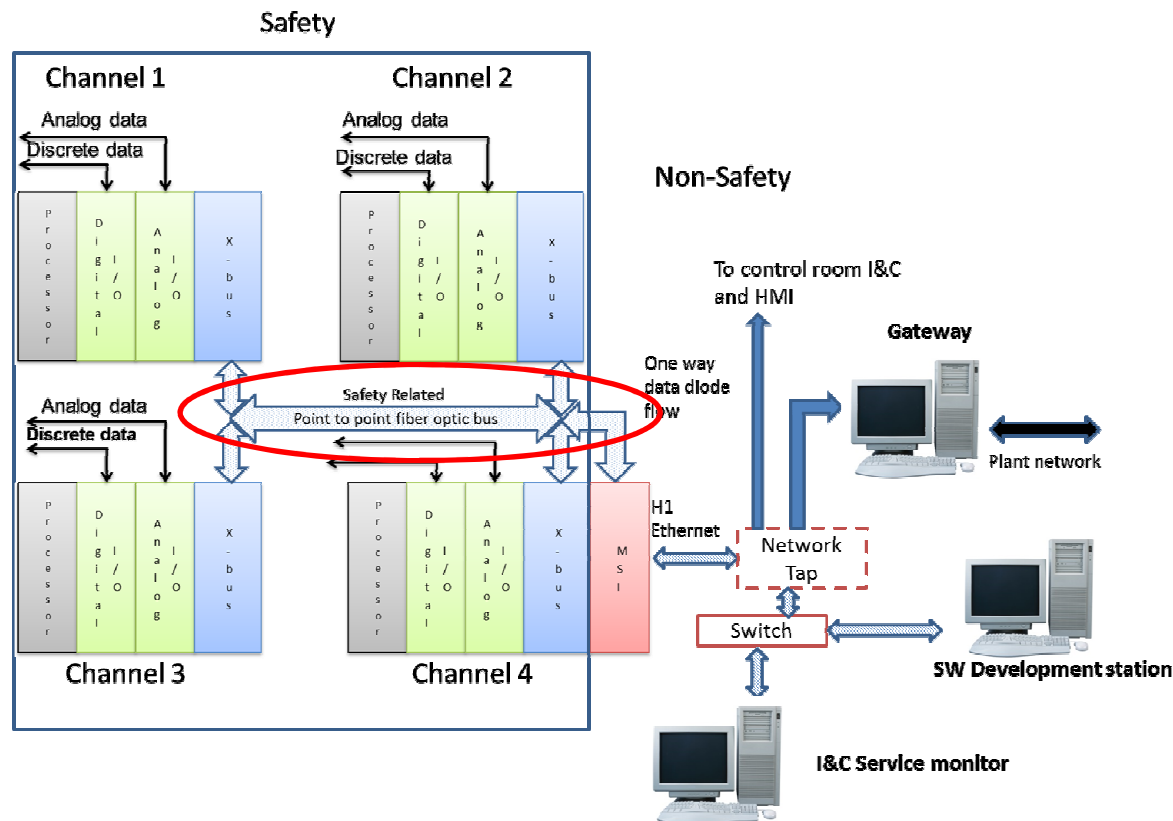 Safety
Channel 1
Channel 2
Analog data
Discrete data
Analog data
Discrete data
Processor
Digital I/O
Analog I/O
X-bus
Processor
Digital I/O
Analog I/O
X-bus
Non-Safety
To control room I&C
and HMI
Gateway
One way
data diode
flow
Safety Related
Point to point fiber optic bus
Plant network
Analog data
Discrete data
Processor
Digital I/O
Analog I/O
X-bus
Processor
Digital I/O
Analog I/O
X-bus
MSI
H1
Ethernet
Network
Tap
Switch
Channel 3
Channel 4
SW Development station
I&C Service monitor